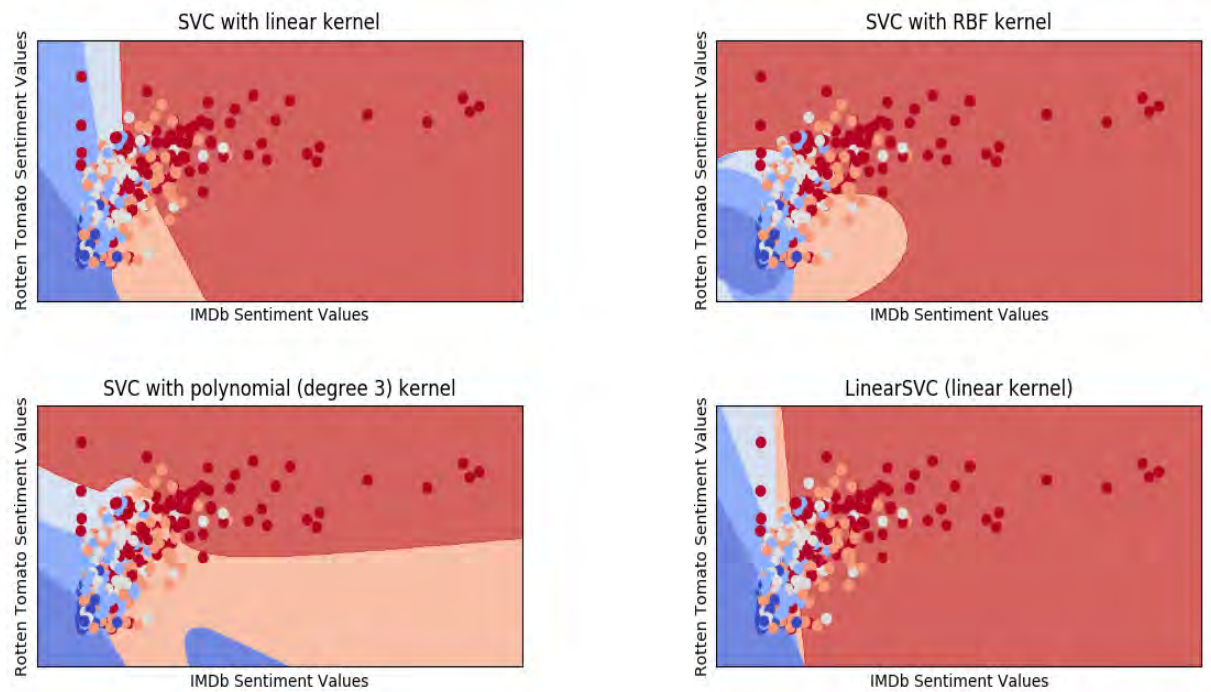 SVC with linear kernel
Rotten Tomato Sentiment Values
IMDb Sentiment Values
SVC with RBF kernel
Rotten Tomato Sentiment Values
IMDb Sentiment Values
SVC with polynomial (degree 3) kernel
Rotten Tomato Sentiment Values
IMDb Sentiment Values
LinearSVC (linear kernel)
Rotten Tomato Sentiment Values
IMDb Sentiment Values